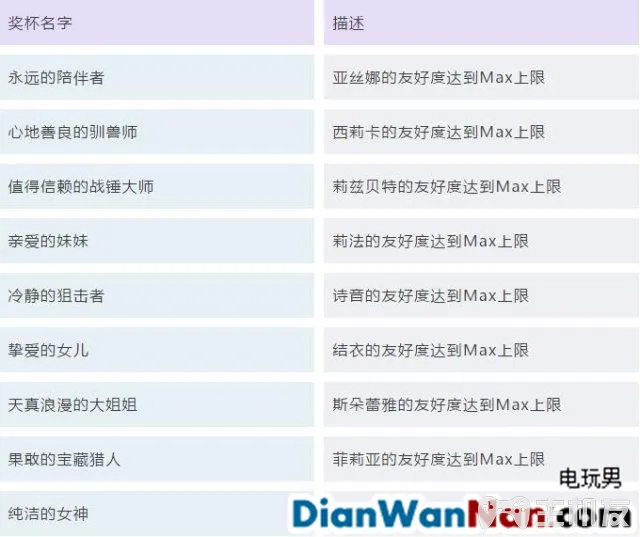 奖杯名字 描述
永远的陪伴者 亚丝娜的友好度达到Max上限
心地善良的驯兽师 西莉卡的友好度达到Max上限
值得信赖的战锤大师 莉兹贝特的友好度达到Max上限
亲爱的妹妹 莉法的友好度达到Max上限
冷静的狙击者 诗音的友好度达到Max上限
挚爱的女儿 结衣的友好度达到Max上限
天真浪漫的大姐姐 斯朵蕾雅的友好度达到Max上限
果敢的宝藏猎人 菲莉亚的友好度达到Max上限
电玩男
纯洁的女神 DianWanNan.com